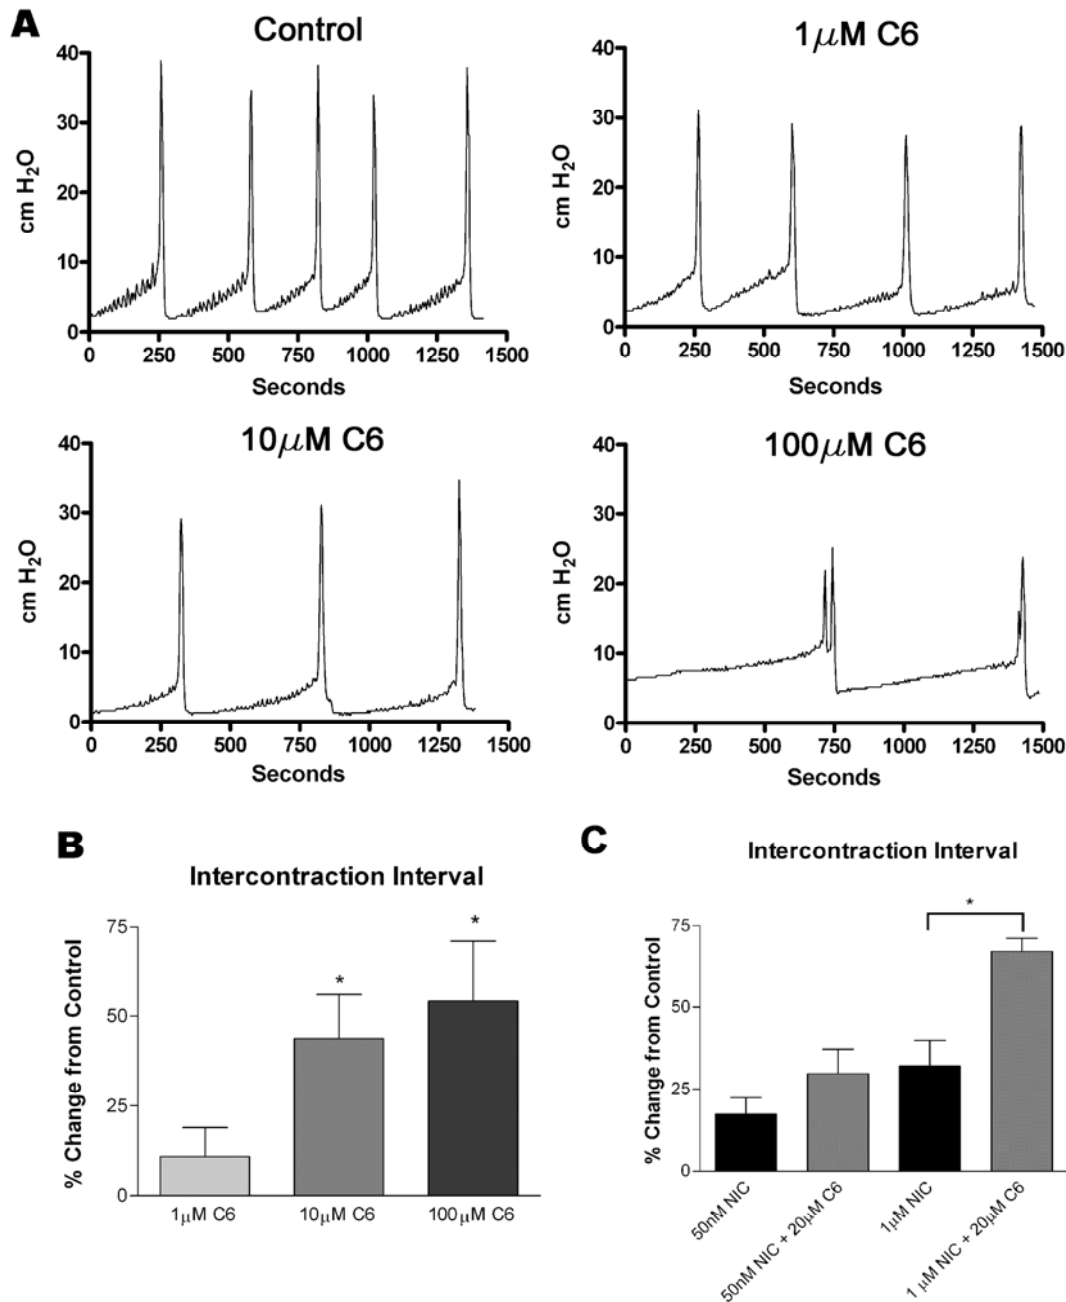 A
Control
1μM C6
40
30
20
10
0
cm H2O
0 250 500 750 1000 1250 1500
Seconds
40
30
20
10
0
cm H2O
0 250 500 750 1000 1250 1500
Seconds
10μM C6
100μM C6
40
30
20
10
0
cm H2O
0 250 500 750 1000 1250 1500
Seconds
40
30
20
10
0
cm H2O
0 250 500 750 1000 1250 1500
Seconds
B
Intercontraction Interval
75
50
25
0
% Change from Control
*
*
1μM C6 10μM C6 100μM C6
C
Intercontraction Interval
75
50
25
0
% Change from Control
*
50nM NIC
50nM NIC + 20μM C6
1μM NIC
1 μM NIC + 20μM C6